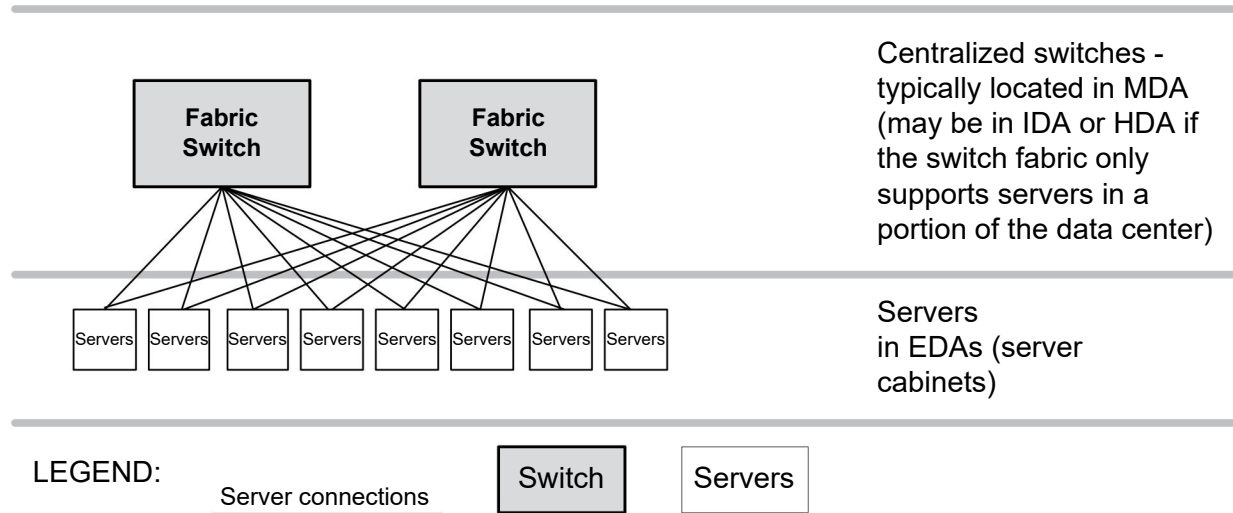 Fabric
Switch
Fabric
Switch
Centralized switches -
typically located in MDA
(may be in IDA or HDA if
the switch fabric only
supports servers in a
portion of the data center)
Servers
Servers
Servers
Servers
Servers
Servers
Servers
Servers
Servers
in EDAs (server
cabinets)
LEGEND:
Server connections
Switch
Servers